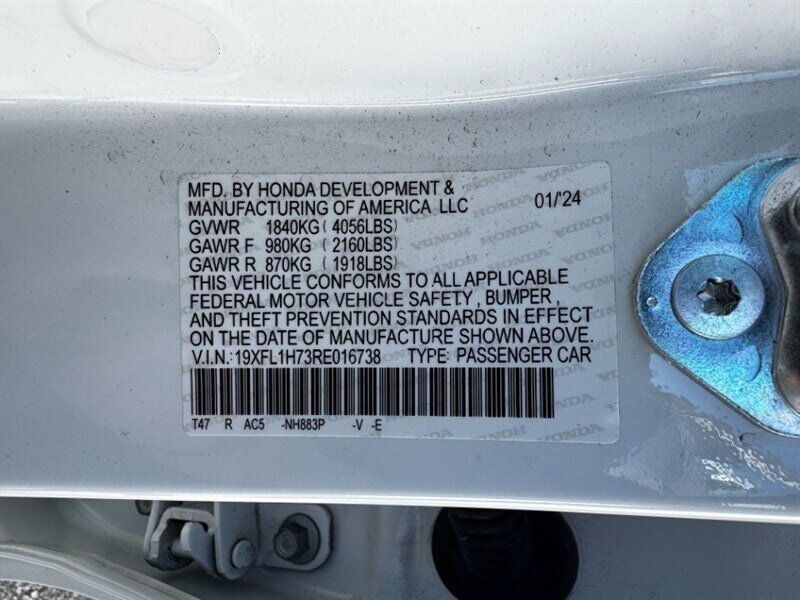 MFD. BY HONDA DEVELOPMENT &
MANUFACTURING OF AMERICA LLC 01/'24
GVWR 1840KG ( 4056LBS)
GAWR F 980KG ( 2160LBS)
GAWR R 870KG ( 1918LBS)
THIS VEHICLE CONFORMS TO ALL APPLICABLE
FEDERAL MOTOR VEHICLE SAFETY , BUMPER ,
AND THEFT PREVENTION STANDARDS IN EFFECT
ON THE DATE OF MANUFACTURE SHOWN ABOVE.
V.I.N.:19XFL1H73RE016738 TYPE: PASSENGER CAR
T47 R AC5 -NH883P -V -E